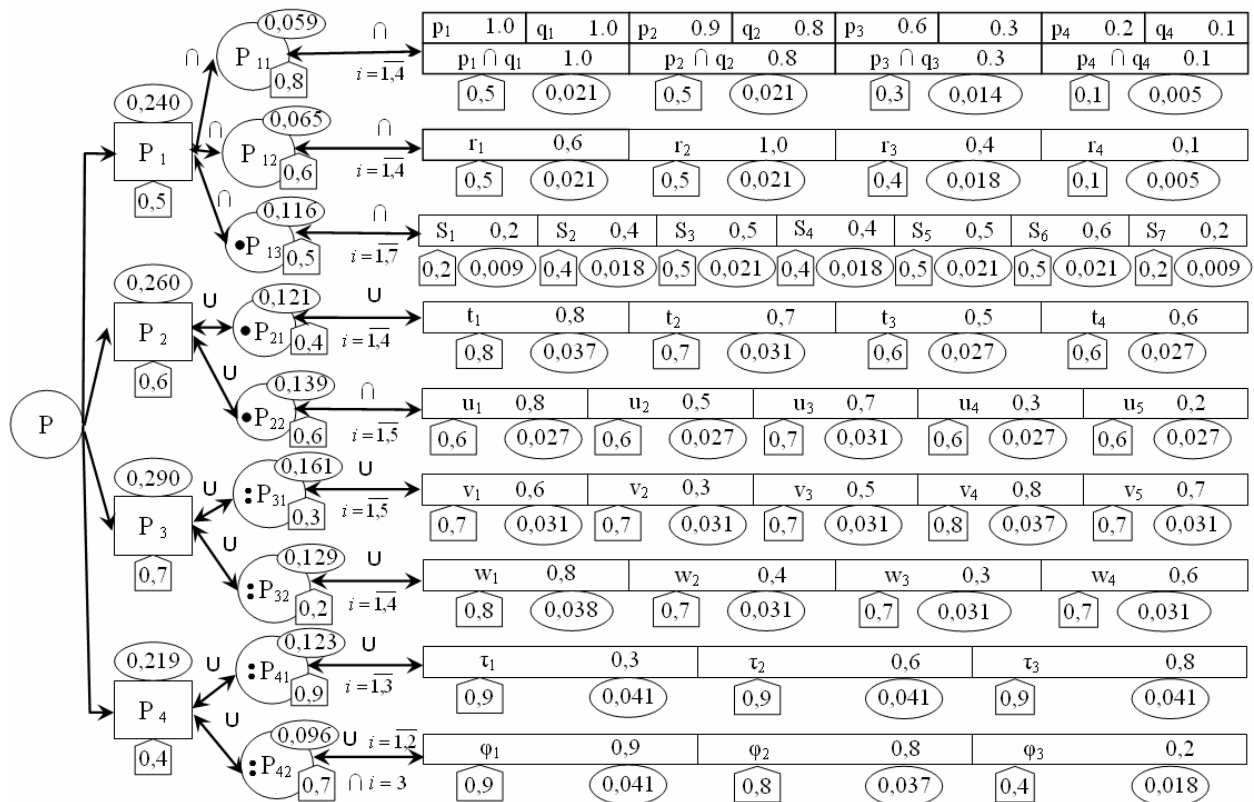 0,059
P11
0,8
∩
∩
i = 1,4
p1 1.0 q1 1.0 p2 0.9 q2 0.8 p3 0.6 0.3 p4 0.2 q4 0.1
p1 ∩ q1 1.0 p2 ∩ q2 0.8 p3 ∩ q3 0.3 p4 ∩ q4 0.1
0,5 0,021 0,5 0,021 0,3 0,014 0,1 0,005
0,240
P 1
0,5
∩
0,065
P 12
0,6
∩
i = 1,4
r1 0,6 r2 1,0 r3 0,4 r4 0,1
0,5 0,021 0,5 0,021 0,4 0,018 0,1 0,005
∩
0,116
•P13
0,5
∩
i = 1,7
S1 0,2 S2 0,4 S3 0,5 S4 0,4 S5 0,5 S6 0,6 S7 0,2
0,2 0,009 0,4 0,018 0,5 0,021 0,4 0,018 0,5 0,021 0,5 0,021 0,2 0,009
0,260
P 2
0,6
∪
0,121
•P21
0,4
∪
i = 1,4
t1 0,8 t2 0,7 t3 0,5 t4 0,6
0,8 0,037 0,7 0,031 0,6 0,027 0,6 0,027
∪
0,139
•P22
0,6
∩
i = 1,5
u1 0,8 u2 0,5 u3 0,7 u4 0,3 u5 0,2
0,6 0,027 0,6 0,027 0,7 0,031 0,6 0,027 0,6 0,027
P
0,290
P 3
0,7
∪
0,161
:P31
0,3
∪
i = 1,5
v1 0,6 v2 0,3 v3 0,5 v4 0,8 v5 0,7
0,7 0,031 0,7 0,031 0,7 0,031 0,8 0,037 0,7 0,031
∪
0,129
:P32
0,2
∪
i = 1,4
w1 0,8 w2 0,4 w3 0,3 w4 0,6
0,8 0,038 0,7 0,031 0,7 0,031 0,7 0,031
0,219
P 4
0,4
∪
0,123
:P41
0,9
∪
i = 1,3
τ1 0,3 τ2 0,6 τ3 0,8
0,9 0,041 0,9 0,041 0,9 0,041
∪
0,096
:P42
0,7
∪ i = 1,2
∩ i = 3
φ1 0,9 φ2 0,8 φ3 0,2
0,9 0,041 0,8 0,037 0,4 0,018